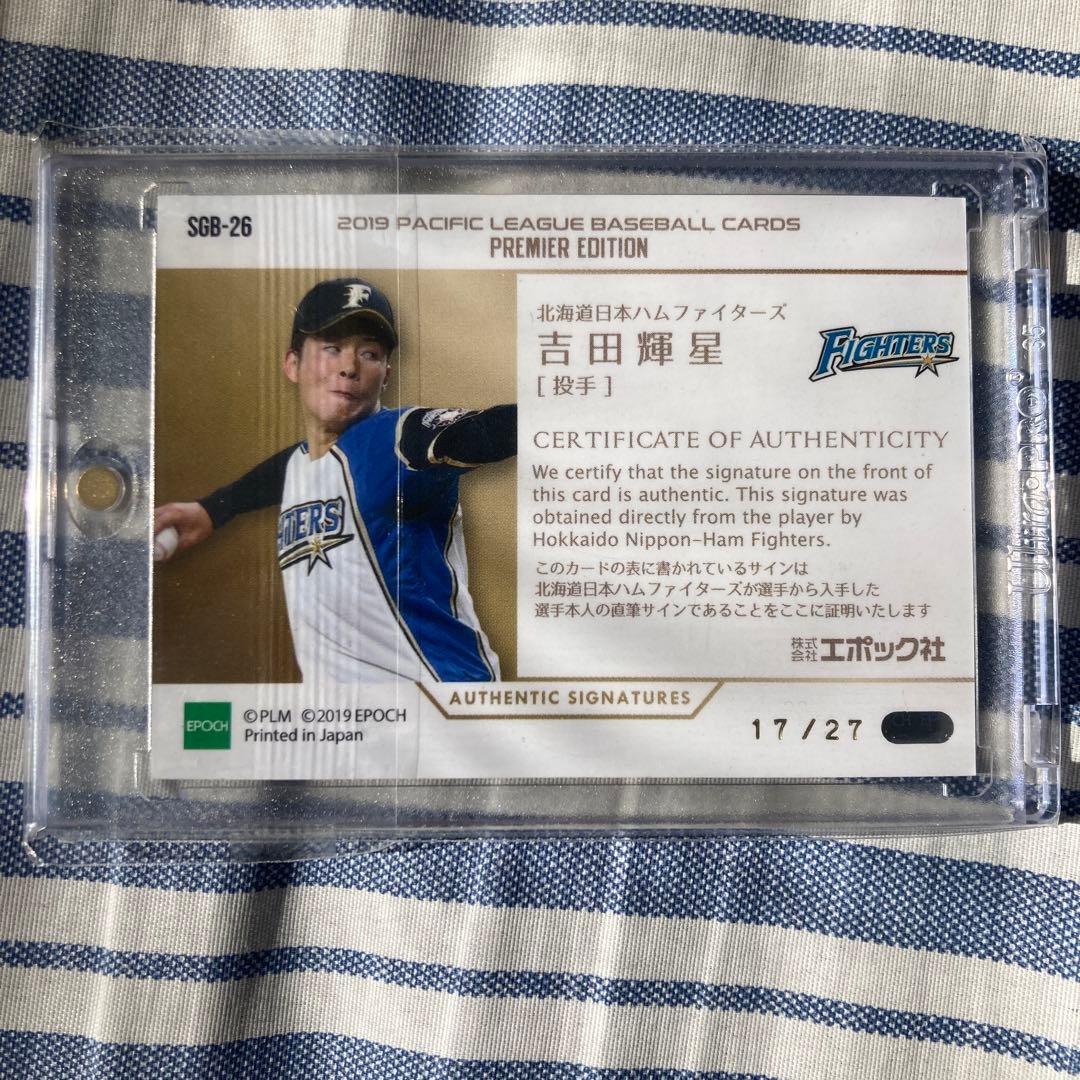 SGB-26
2019 PACIFIC LEAGUE BASEBALL CARDS
PREMIER EDITION
F
北海道日本ハムファイターズ
吉田輝星
[ 投手 ]
FIGHTERS
TERS
CERTIFICATE OF AUTHENTICITY
We certify that the signature on the front of
this card is authentic. This signature was
obtained directly from the player by
Hokkaido Nippon-Ham Fighters.
このカードの表に書かれているサインは
北海道日本ハムファイターズが選手から入手した
選手本人の直筆サインであることをここに証明いたします
株式会社エポック社
AUTHENTIC SIGNATURES
EPOCH
©PLM ©2019 EPOCH
Printed in Japan
17/27
UltraPRO®
35